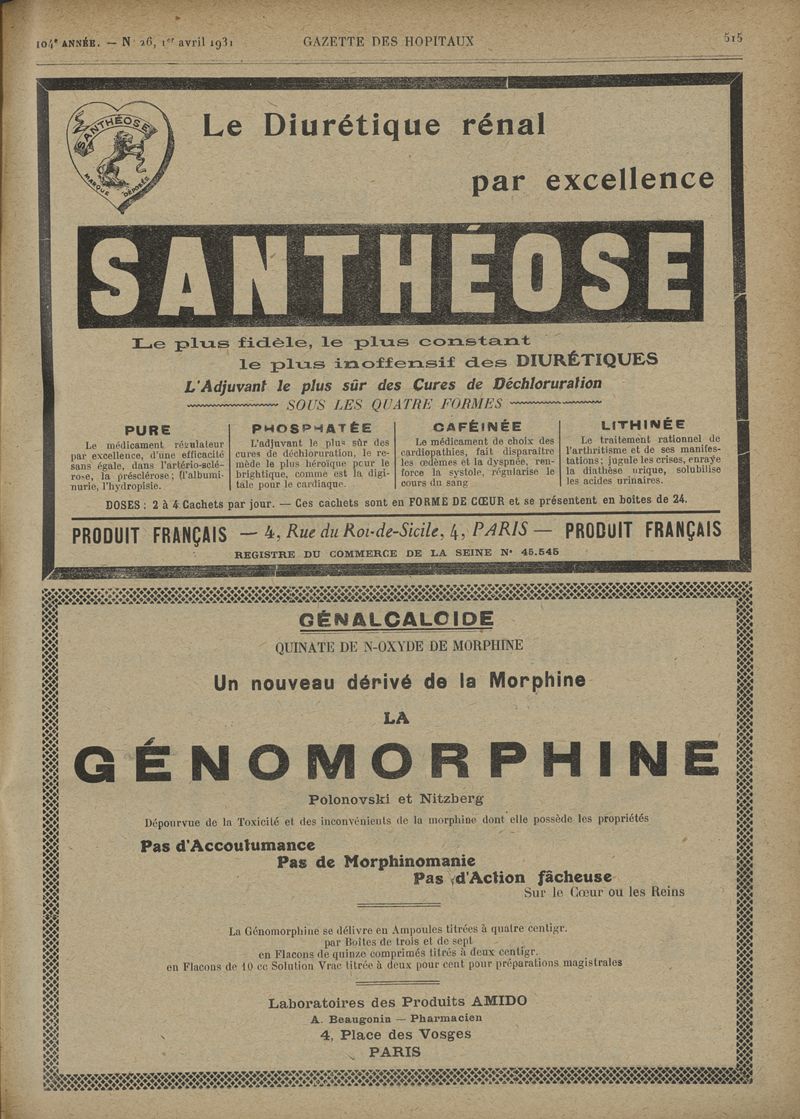 104e ANNÉE. — N° 26, 1er avril 1931 GAZETTE DES HOPITAUX 515
SANTHÉOSE
MARQUE DÉPOSÉE
Le Diurétique rénal
par excellence
SANTHÉOSE
Le plus fidèle, le plus constant
le plus inoffensif des DIURÉTIQUES
L'Adjuvant le plus sûr des Cures de Déchloruration
SOUS LES QUATRE FORMES
PURE
Le médicament régulateur
par excellence, d'une efficacité
sans égale, dans l'artério-sclé-
rose, la présclérose; (l'albumi-
nurie, l'hydropisie.
PHOSPHATÉE
L'adjuvant le plus sûr des
cures de déchloruration, le re-
mède le plus héroïque pour le
brightique, comme est la digi-
tale pour le cardiaque.
CAFÉINÉE
Le médicament de choix des
cardiopathies, fait disparaître
les œdèmes et la dyspnée, ren-
force la systole, régularise le
cours du sang
LITHINÉE
Le traitement rationnel de
l'arthritisme et de ses manifes-
tations; jugule les crises, enraye
la diathèse urique, solubilise
les acides urinaires.
DOSES : 2 à 4 Cachets par jour. — Ces cachets sont en FORME DE CŒUR et se présentent en boîtes de 24.
PRODUIT FRANÇAIS — 4, Rue du Roi-de-Sicile, 4, PARIS — PRODUIT FRANÇAIS
REGISTRE DU COMMERCE DE LA SEINE N° 45.545
GÉNALCALOIDE
QUINATE DE N-OXYDE DE MORPHINE
Un nouveau dérivé de la Morphine
LA
GÉNOMORPHINE
Polonovski et Nitzberg
Dépourvue de la Toxicité et des inconvénients de la morphine dont elle possède les propriétés
Pas d'Accoutumance
Pas de Morphinomanie
Pas d'Action fâcheuse
Sur le Cœur ou les Reins
La Génomorphine se délivre en Ampoules titrées à quatre centigr.
par Boîtes de trois et de sept
en Flacons de quinze comprimés titrés à deux centigr.
en Flacons de 10 cc Solution Vrac titrée à deux pour cent pour préparations magistrales
Laboratoires des Produits AMIDO
A. Beaugonin — Pharmacien
4, Place des Vosges
PARIS